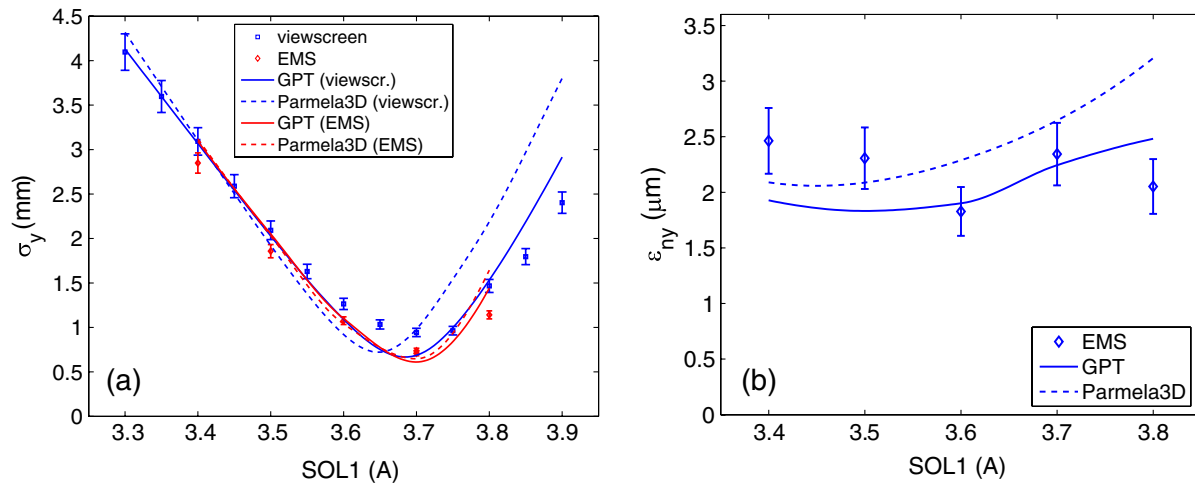 4.5
4
3.5
3
2.5
2
1.5
1
0.5
0
σy (mm)
viewscreen
EMS
GPT (viewscr.)
Parmela3D (viewscr.)
GPT (EMS)
Parmela3D (EMS)
(a)
3.3 3.4 3.5 3.6 3.7 3.8 3.9
SOL1 (A)
3.5
3
2.5
2
1.5
1
0.5
0
εny (μm)
EMS
GPT
Parmela3D
(b)
3.4 3.5 3.6 3.7 3.8
SOL1 (A)